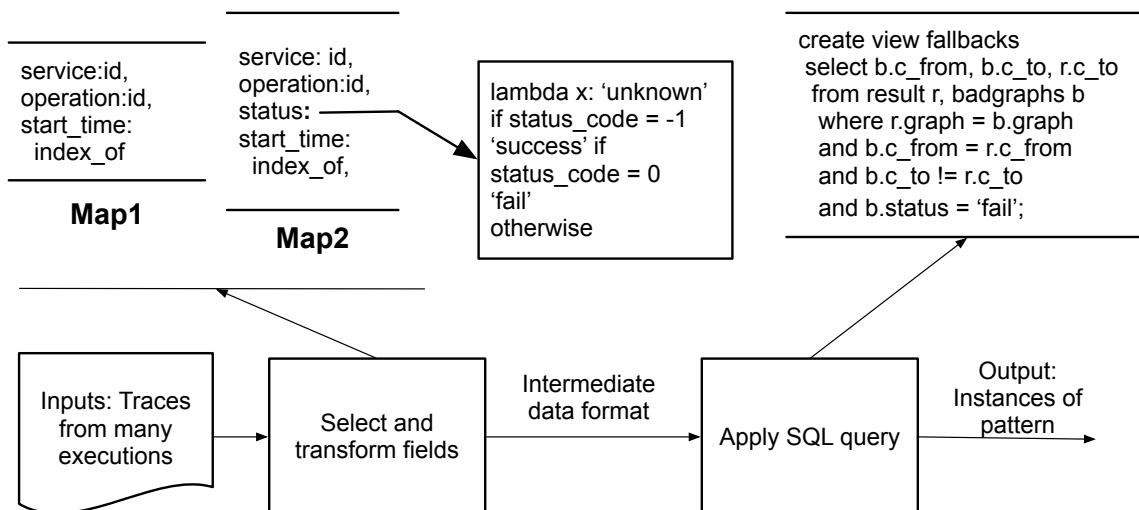 service:id,
operation:id,
start_time:
index_of
Map1
service: id,
operation:id,
status:
start_time:
index_of,
Map2
lambda x: ‘unknown’
if status_code = -1
‘success’ if
status_code = 0
‘fail’
otherwise
create view fallbacks
select b.c_from, b.c_to, r.c_to
from result r, badgraphs b
where r.graph = b.graph
and b.c_from = r.c_from
and b.c_to != r.c_to
and b.status = ‘fail’;
Inputs: Traces
from many
executions
Select and
transform fields
Intermediate
data format
Apply SQL query
Output:
Instances of
pattern